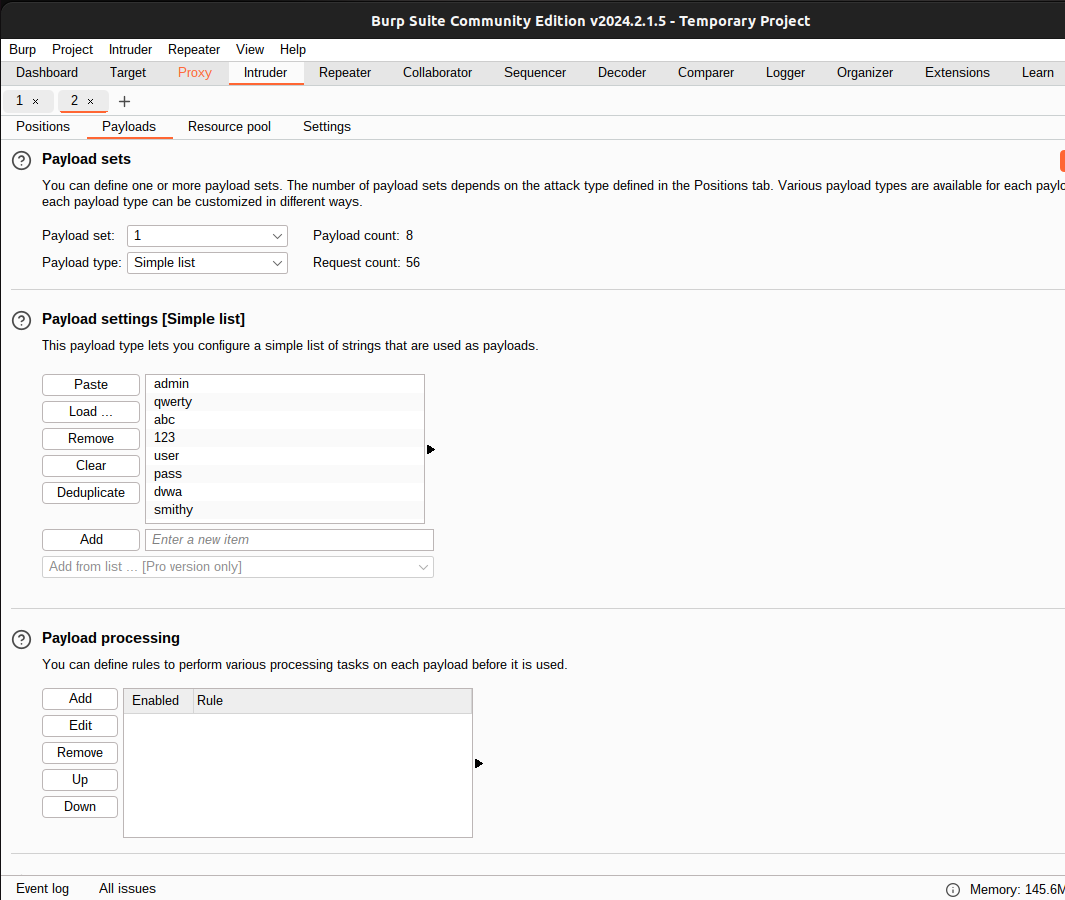 Burp Suite Community Edition v2024.2.1.5 - Temporary Project
Burp Project Intruder Repeater View Help
Dashboard Target Proxy Intruder Repeater Collaborator Sequencer Decoder Comparer Logger Organizer Extensions Learn
1 × 2 × +
Positions Payloads Resource pool Settings
? Payload sets
You can define one or more payload sets. The number of payload sets depends on the attack type defined in the Positions tab. Various payload types are available for each
each payload type can be customized in different ways.
Payload set: 1 Payload count: 8
Payload type: Simple list Request count: 56
? Payload settings [Simple list]
This payload type lets you configure a simple list of strings that are used as payloads.
Paste admin
qwerty
Load ... abc
Remove 123
Clear user
pass
Deduplicate dvwa
smithy
Add Enter a new item
Add from list ... [Pro version only]
? Payload processing
You can define rules to perform various processing tasks on each payload before it is used.
Add Enabled Rule
Edit
Remove
Up
Down
Event log All issues Memory: 145.6M